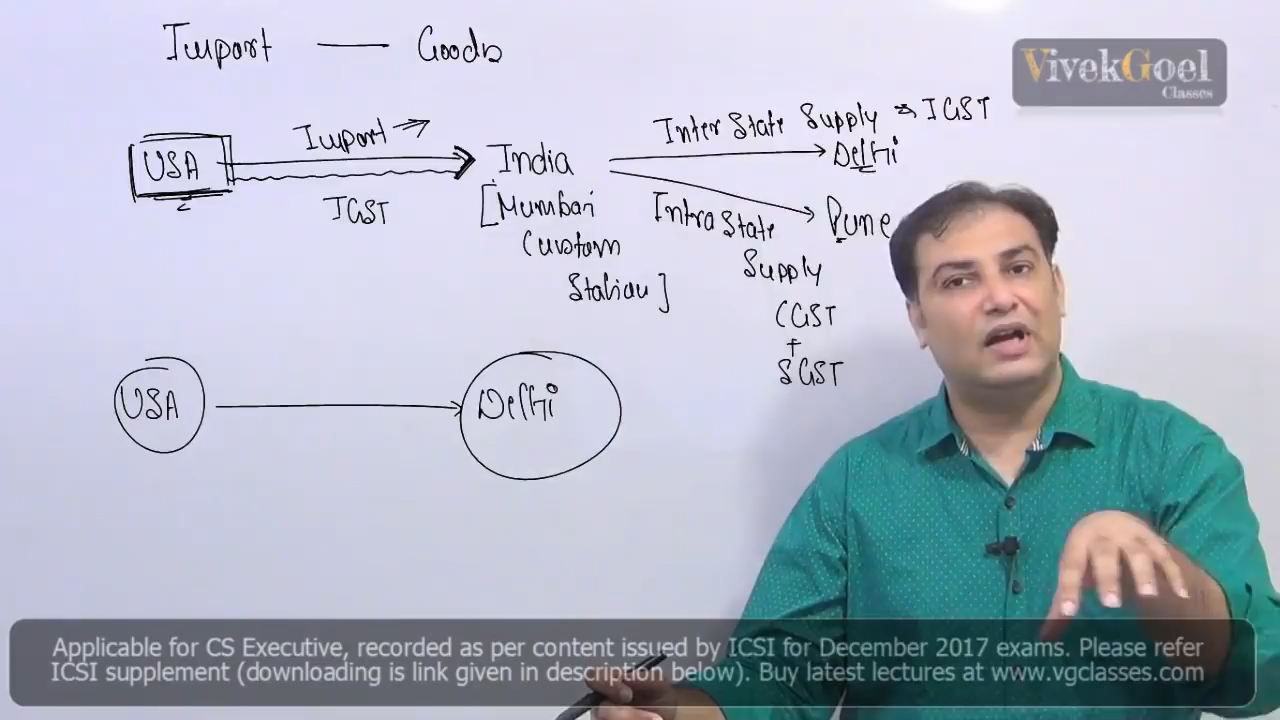 Import — Goods
VivekGoel
Classes
Inter State Supply → IGST
Import →
USA
India
Delhi
IGST
[Mumbai
Custom
Station]
Intra State
Supply
Pune
CGST
+
SGST
USA
Delhi
Applicable for CS Executive, recorded as per content issued by ICSI for December 2017 exams. Please refer
ICSI supplement (downloading is link given in description below). Buy latest lectures at www.vgclasses.com